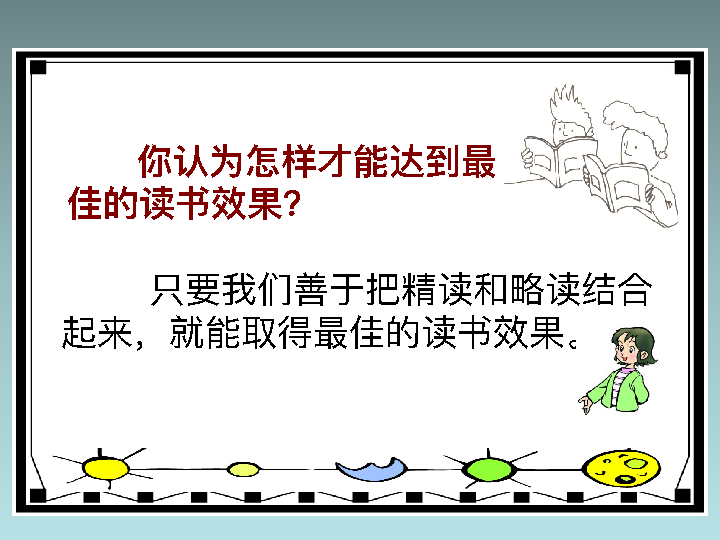 你认为怎样才能达到最
佳的读书效果?
只要我们善于把精读和略读结合
起来，就能取得最佳的读书效果。